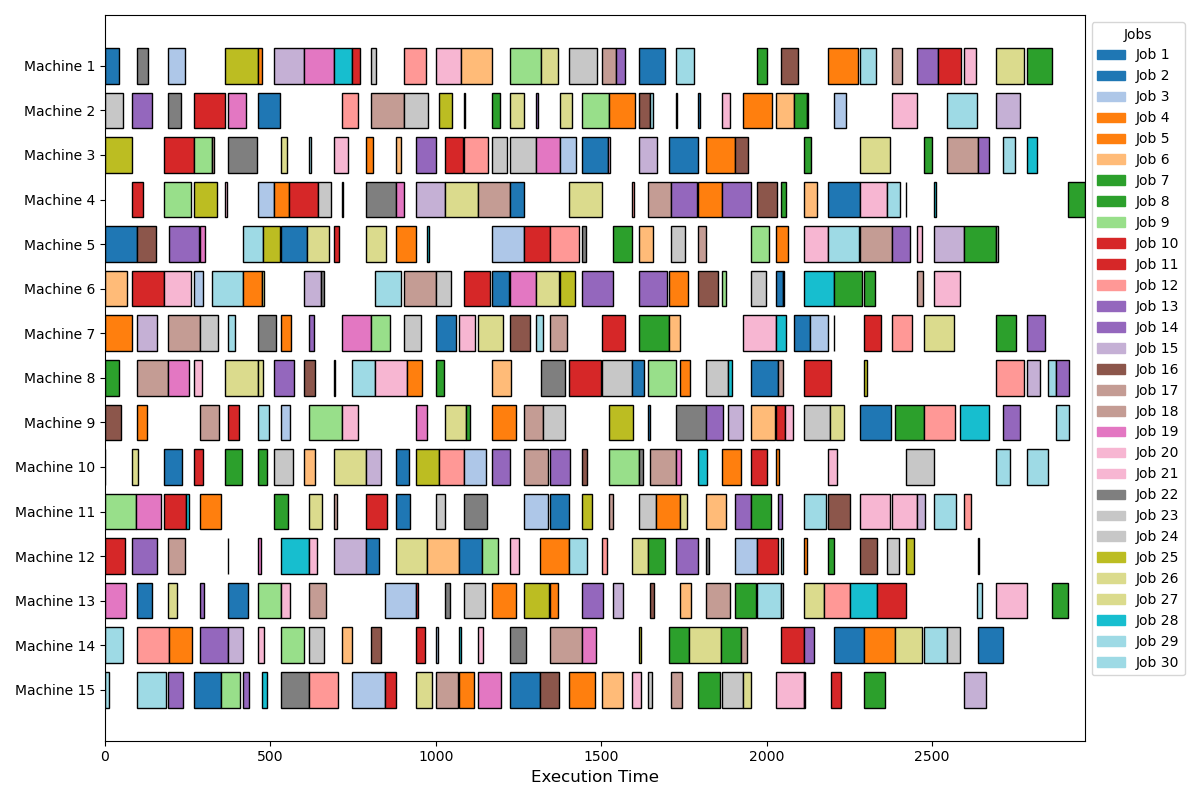 Machine 1
Machine 2
Machine 3
Machine 4
Machine 5
Machine 6
Machine 7
Machine 8
Machine 9
Machine 10
Machine 11
Machine 12
Machine 13
Machine 14
Machine 15
0 500 1000 1500 2000 2500
Execution Time
Jobs
Job 1
Job 2
Job 3
Job 4
Job 5
Job 6
Job 7
Job 8
Job 9
Job 10
Job 11
Job 12
Job 13
Job 14
Job 15
Job 16
Job 17
Job 18
Job 19
Job 20
Job 21
Job 22
Job 23
Job 24
Job 25
Job 26
Job 27
Job 28
Job 29
Job 30